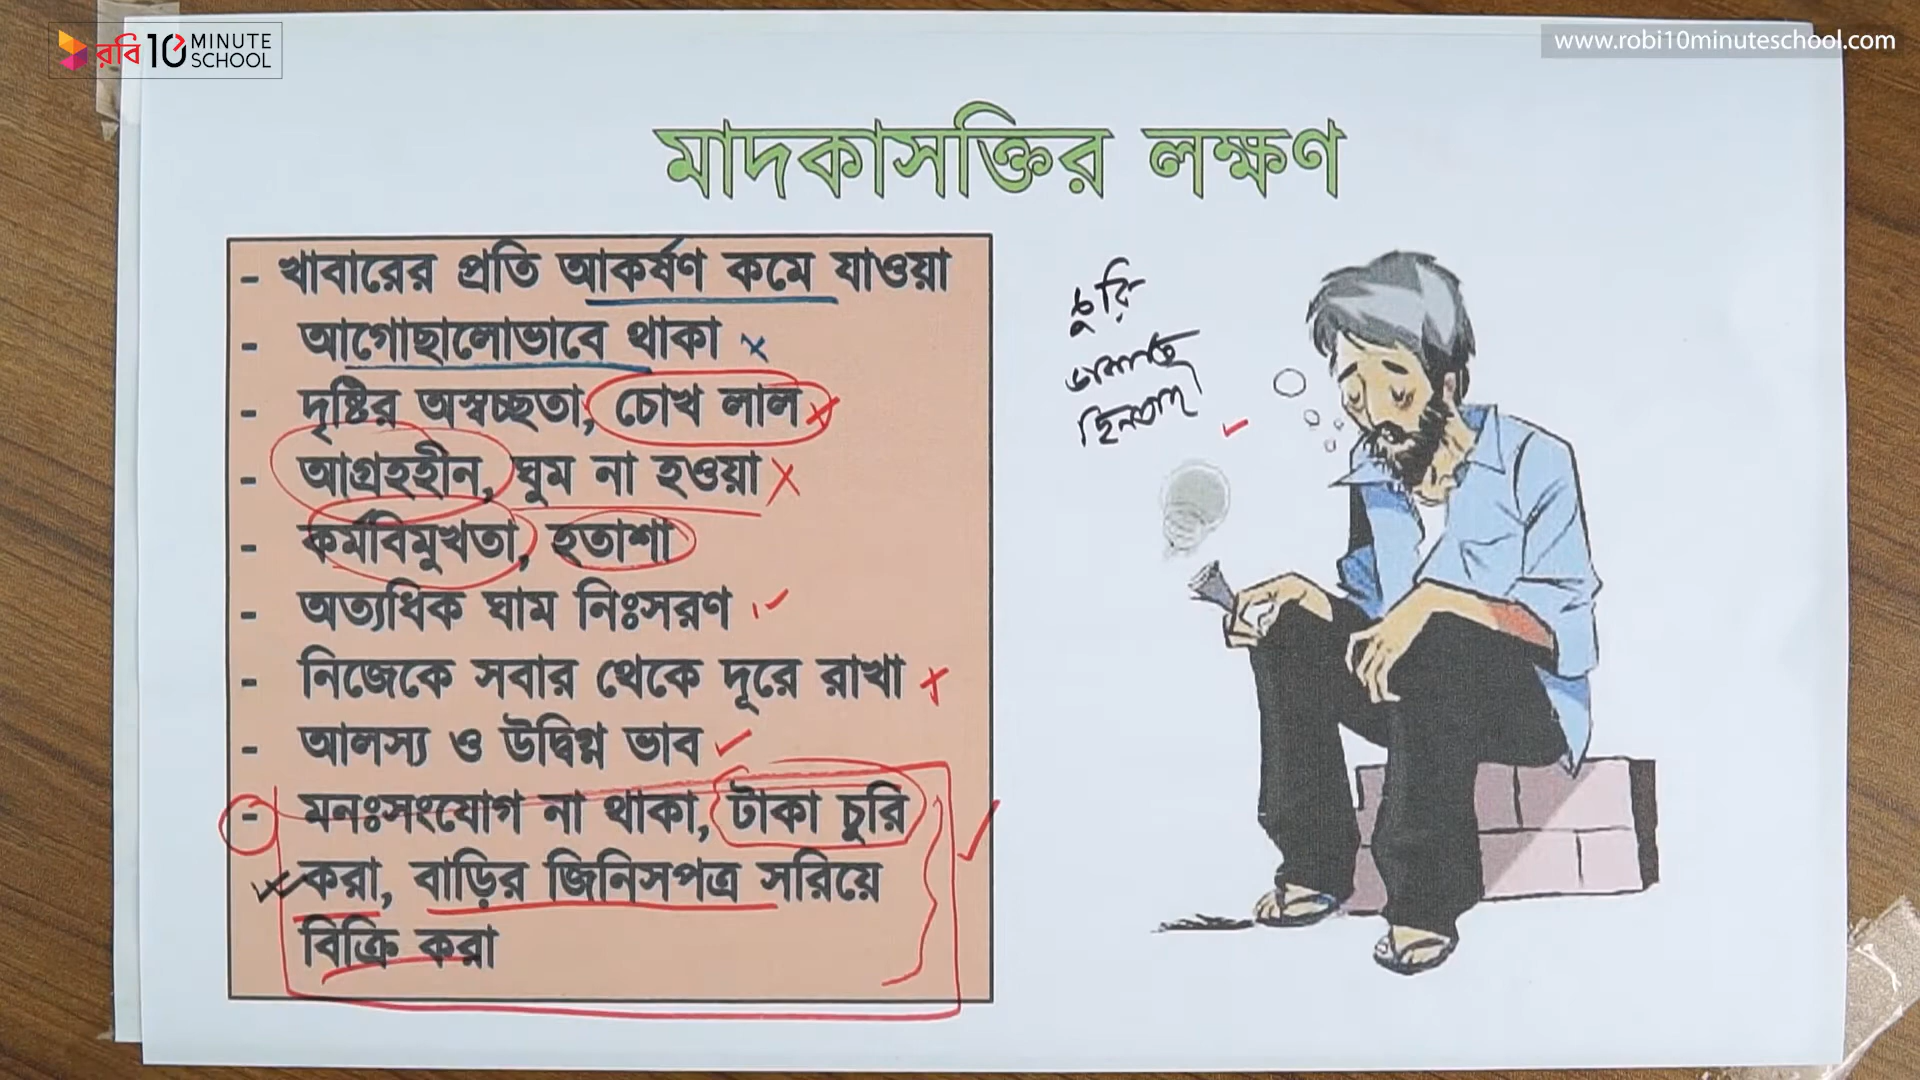 রবি 10 MINUTE SCHOOL
www.robi10minuteschool.com
মাদকাসক্তির লক্ষণ
- খাবারের প্রতি আকর্ষণ কমে যাওয়া
- আগোছালোভাবে থাকা
- দৃষ্টির অস্বচ্ছতা, চোখ লাল
- আগ্রহহীন, ঘুম না হওয়া
- কর্মবিমুখতা, হতাশা
- অত্যধিক ঘাম নিঃসরণ
- নিজেকে সবার থেকে দূরে রাখা
- আলস্য ও উদ্বিগ্ন ভাব
- মনঃসংযোগ না থাকা, টাকা চুরি
করা, বাড়ির জিনিসপত্র সরিয়ে
বিক্রি করা
চুরি